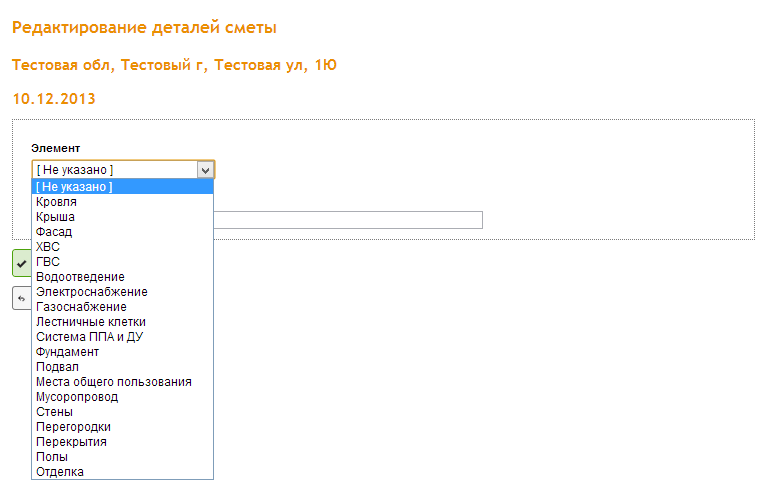 Редактирование деталей сметы
Тестовая обл, Тестовый г, Тестовая ул, 1Ю
10.12.2013
Элемент
[ Не указано ]
[ Не указано ]
Кровля
Крыша
Фасад
ХВС
ГВС
Водоотведение
Электроснабжение
Газоснабжение
Лестничные клетки
Система ППА и ДУ
Фундамент
Подвал
Места общего пользования
Мусоропровод
Стены
Перегородки
Перекрытия
Полы
Отделка